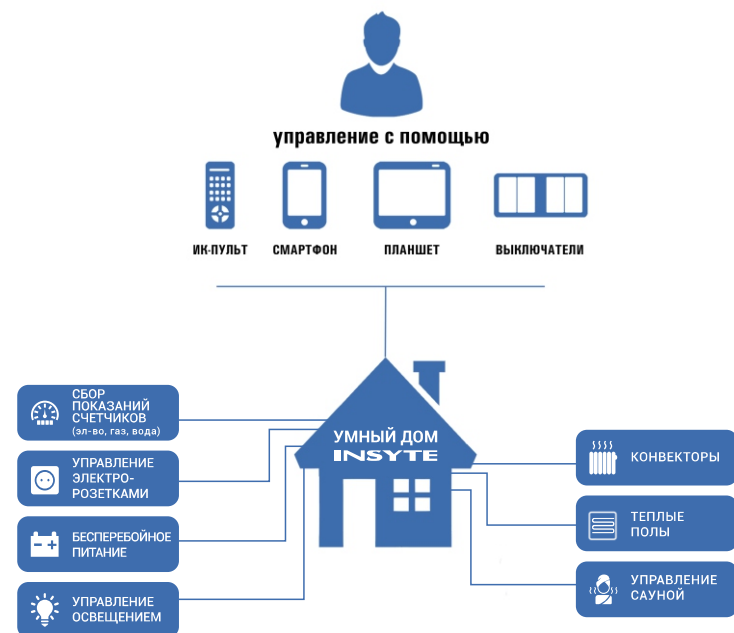 управление с помощью
ИК-ПУЛЬТ СМАРТФОН ПЛАНШЕТ ВЫКЛЮЧАТЕЛИ
УМНЫЙ ДОМ
INSYTE
СБОР
ПОКАЗАНИЙ
СЧЕТЧИКОВ
(эл-во, газ, вода)
УПРАВЛЕНИЕ
ЭЛЕКТРО-
РОЗЕТКАМИ
БЕСПЕРЕБОЙНОЕ
ПИТАНИЕ
УПРАВЛЕНИЕ
ОСВЕЩЕНИЕМ
КОНВЕКТОРЫ
ТЕПЛЫЕ
ПОЛЫ
УПРАВЛЕНИЕ
САУНОЙ